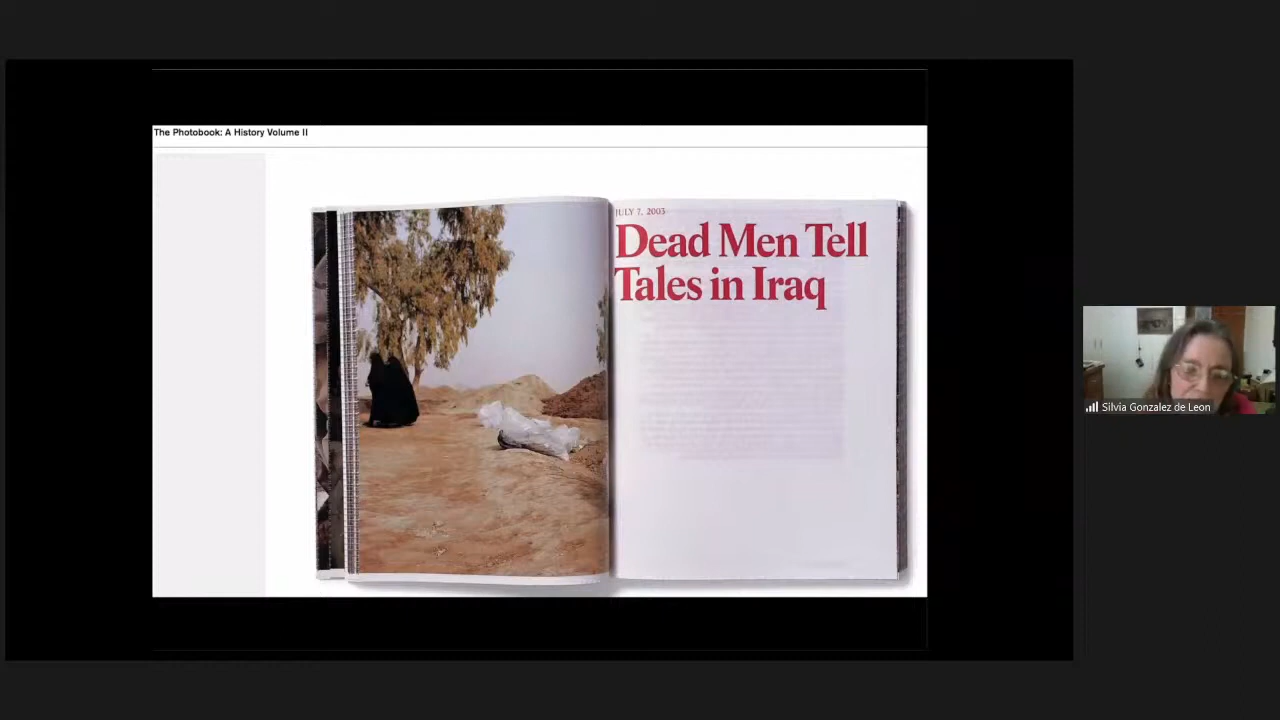 The Photobook: A History Volume II
JULY 7, 2003
Dead Men Tell
Tales in Iraq
Silvia Gonzalez de Leon